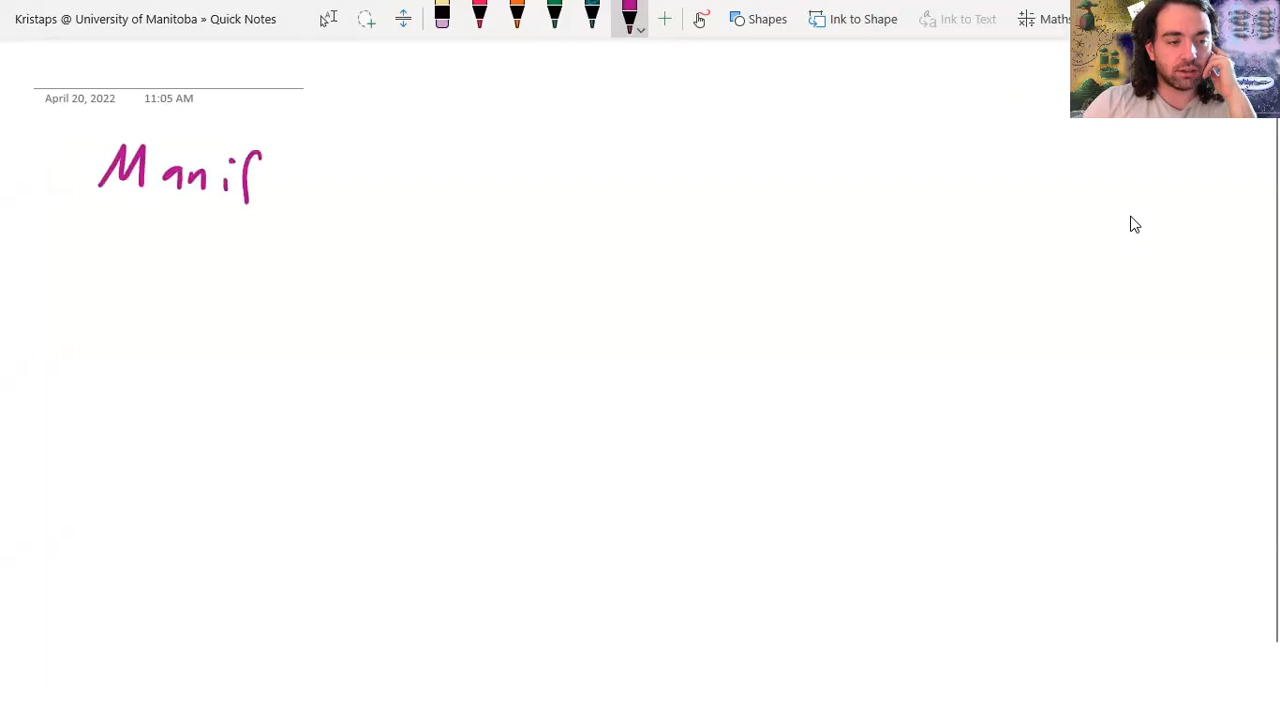 Kristaps @ University of Manitoba » Quick Notes
Shapes
Ink to Shape
Ink to Text
Maths
April 20, 2022 11:05 AM
Manif